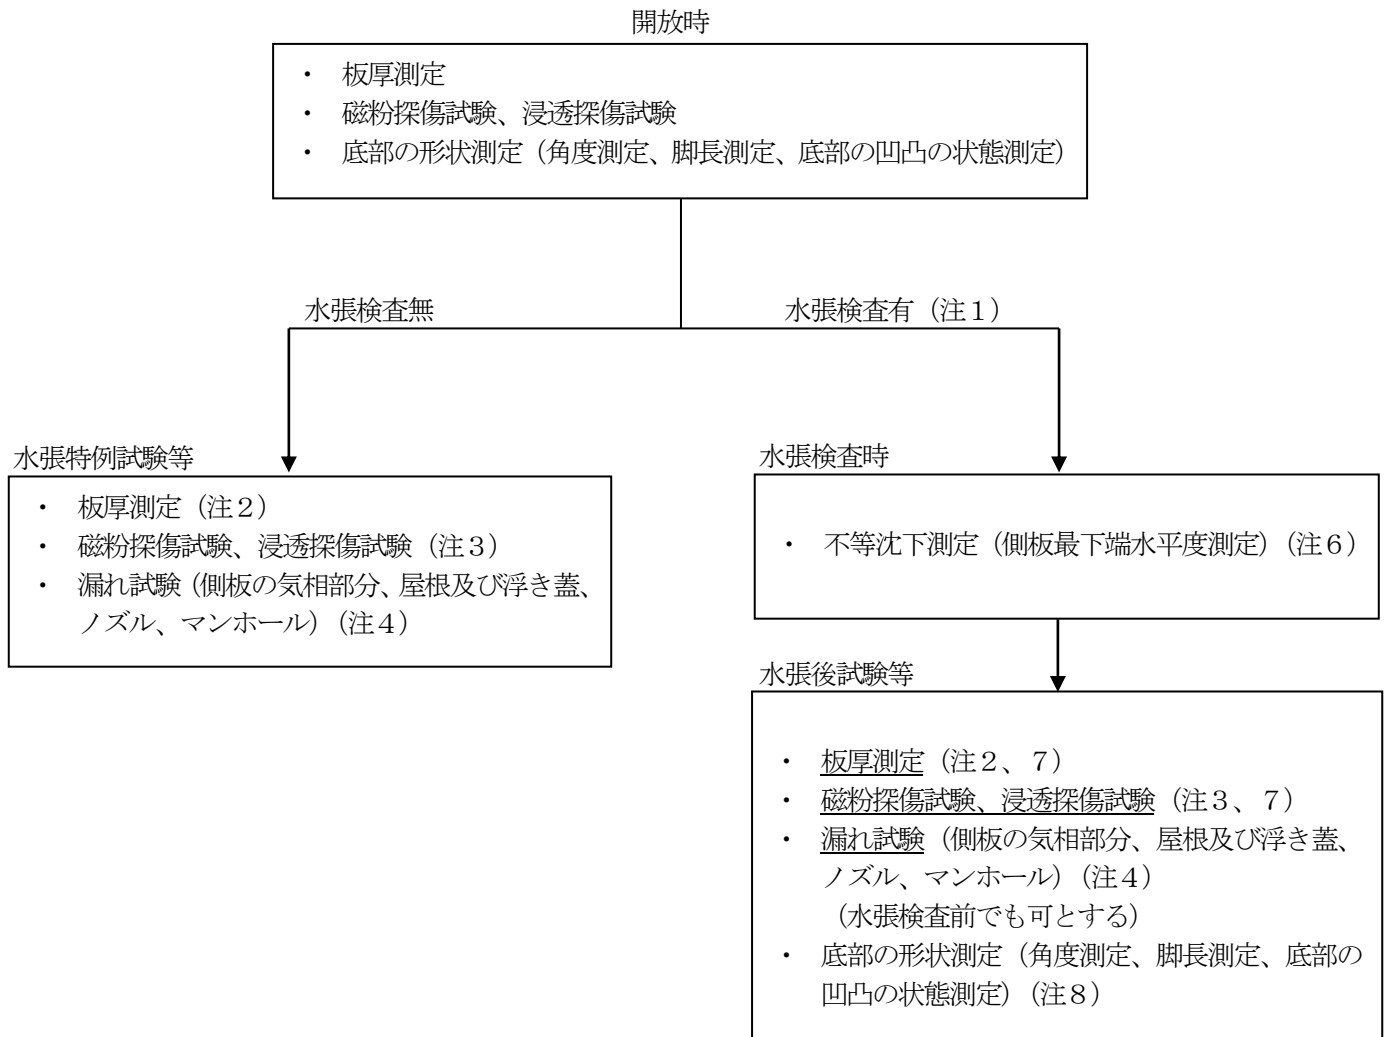 開放時
・ 板厚測定
・ 磁粉探傷試験、浸透探傷試験
・ 底部の形状測定（角度測定、脚長測定、底部の凹凸の状態測定）
水張検査無
水張検査有（注１）
水張特例試験等
・ 板厚測定（注２）
・ 磁粉探傷試験、浸透探傷試験（注３）
・ 漏れ試験（側板の気相部分、屋根及び浮き蓋、
ノズル、マンホール）（注４）
水張検査時
・ 不等沈下測定（側板最下端水平度測定）（注６）
水張後試験等
・ 板厚測定（注２、７）
・ 磁粉探傷試験、浸透探傷試験（注３、７）
・ 漏れ試験（側板の気相部分、屋根及び浮き蓋、
ノズル、マンホール）（注４）
（水張検査前でも可とする）
・ 底部の形状測定（角度測定、脚長測定、底部の
凹凸の状態測定）（注８）